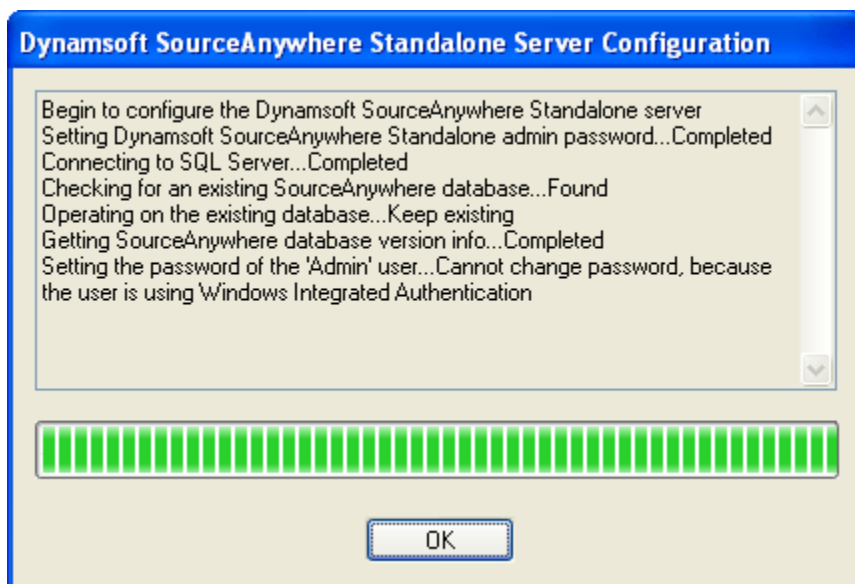 Dynamsoft SourceAnywhere Standalone Server Configuration
Begin to configure the Dynamsoft SourceAnywhere Standalone server
Setting Dynamsoft SourceAnywhere Standalone admin password...Completed
Connecting to SQL Server...Completed
Checking for an existing SourceAnywhere database...Found
Operating on the existing database...Keep existing
Getting SourceAnywhere database version info...Completed
Setting the password of the 'Admin' user...Cannot change password, because
the user is using Windows Integrated Authentication
OK